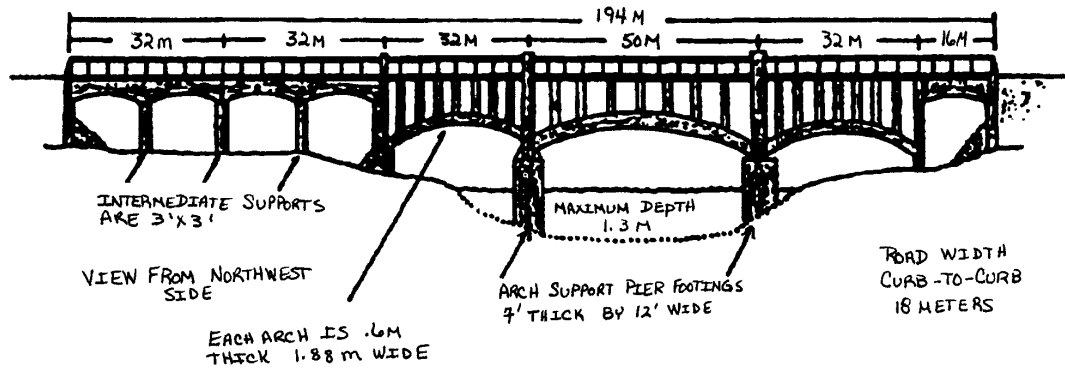 194 M
32m 32M 32M 50M 32M 16M
INTERMEDIATE SUPPORTS
ARE 3'X3'
MAXIMUM DEPTH
1.3 M
VIEW FROM NORTHWEST
SIDE
ARCH SUPPORT PIER FOOTINGS
7' THICK BY 12' WIDE
ROAD WIDTH
CURB-TO-CURB
18 METERS
EACH ARCH IS .6M
THICK 1.88 m WIDE